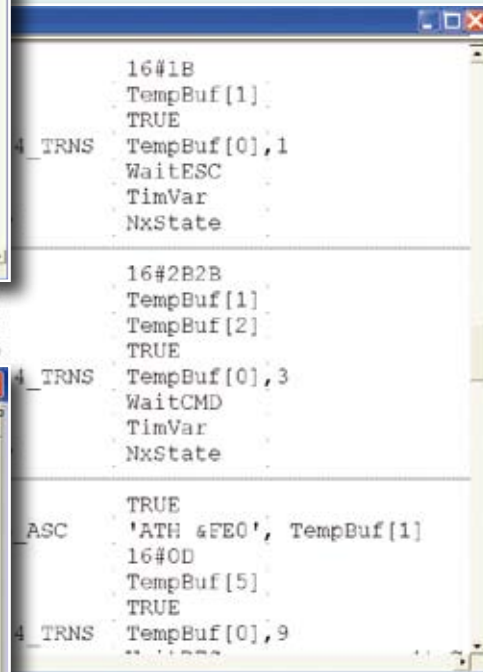 16#1B
TempBuf[1]
TRUE
4_TRNS TempBuf[0],1
WaitESC
TimVar
NxState
16#2B2B
TempBuf[1]
TempBuf[2]
TRUE
4_TRNS TempBuf[0],3
WaitCMD
TimVar
NxState
TRUE
_ASC 'ATH &FE0', TempBuf[1]
16#0D
TempBuf[5]
TRUE
4_TRNS TempBuf[0],9